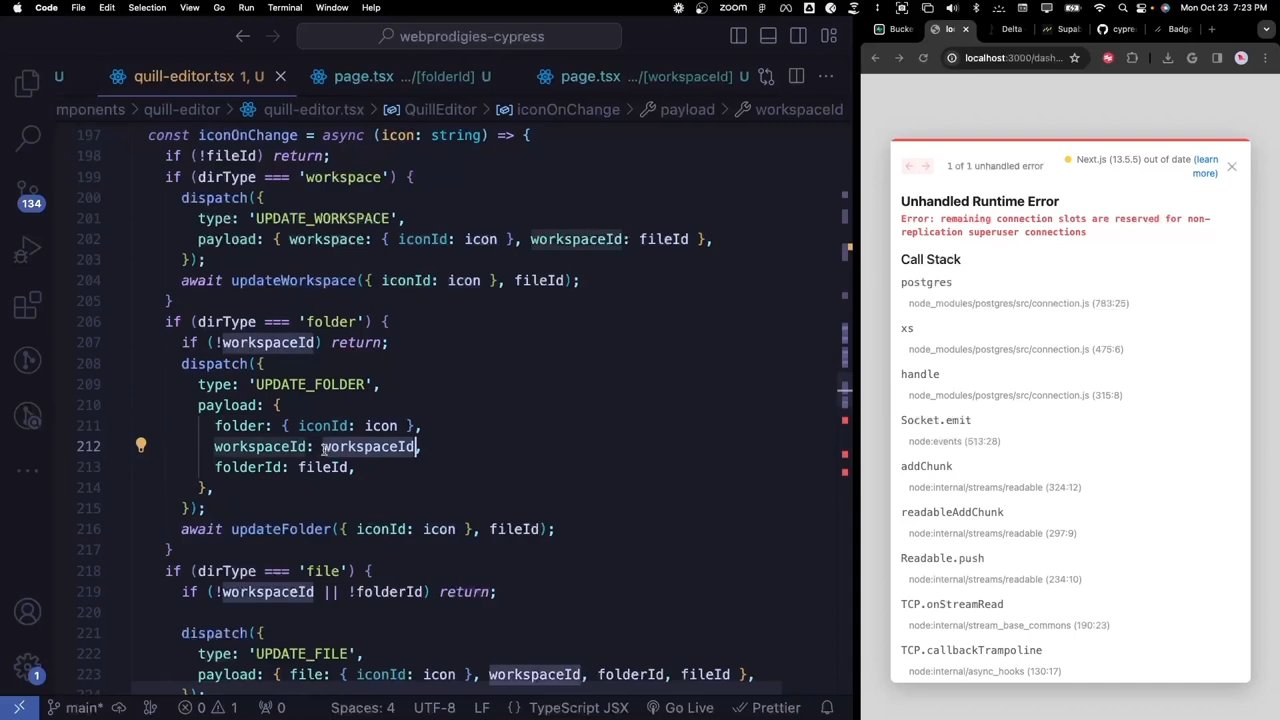 Code File Edit Selection View Go Run Terminal Window Help
zoom
Mon Oct 23 7:23 PM
webprodigies-cypress
Bucke
loc
Delta
Supab
cypre
Badge
U
quill-editor.tsx 1, U
page.tsx .../[folderId] U
page.tsx .../[workspaceId] U
localhost:3000/dash...
mponents
quill-editor
quill-editor.tsx
QuillEditor
iconOnChange
payload
workspaceId
197 const iconOnChange = async (icon: string) => {
198 if (!fileId) return;
199 if (dirType === 'workspace') {
200 dispatch({
201 type: 'UPDATE_WORKSPACE',
202 payload: { workspace: { iconId: icon }, workspaceId: fileId },
203 });
204 await updateWorkspace({ iconId: icon }, fileId);
205 }
206 if (dirType === 'folder') {
207 if (!workspaceId) return;
208 dispatch({
209 type: 'UPDATE_FOLDER',
210 payload: {
211 folder: { iconId: icon },
212 workspaceId: workspaceId,
213 folderId: fileId,
214 },
215 });
216 await updateFolder({ iconId: icon }, fileId);
217 }
218 if (dirType === 'file') {
219 if (!workspaceId || !folderId) return;
220
221 dispatch({
222 type: 'UPDATE_FILE',
223 payload: { file: { iconId: icon }, workspaceId, folderId, fileId },
224 });
134
1
main*
0 1
0
Spaces: 4
UTF-8
LF
{} TypeScript JSX
Go Live
Prettier
1 of 1 unhandled error
Next.js (13.5.5) out of date (learn
more)
Unhandled Runtime Error
Error: remaining connection slots are reserved for non-
replication superuser connections
Call Stack
postgres
node_modules/postgres/src/connection.js (783:25)
xs
node_modules/postgres/src/connection.js (475:6)
handle
node_modules/postgres/src/connection.js (315:8)
Socket.emit
node:events (513:28)
addChunk
node:internal/streams/readable (324:12)
readableAddChunk
node:internal/streams/readable (297:9)
Readable.push
node:internal/streams/readable (234:10)
TCP.onStreamRead
node:internal/stream_base_commons (190:23)
TCP.callbackTrampoline
node:internal/async_hooks (130:17)